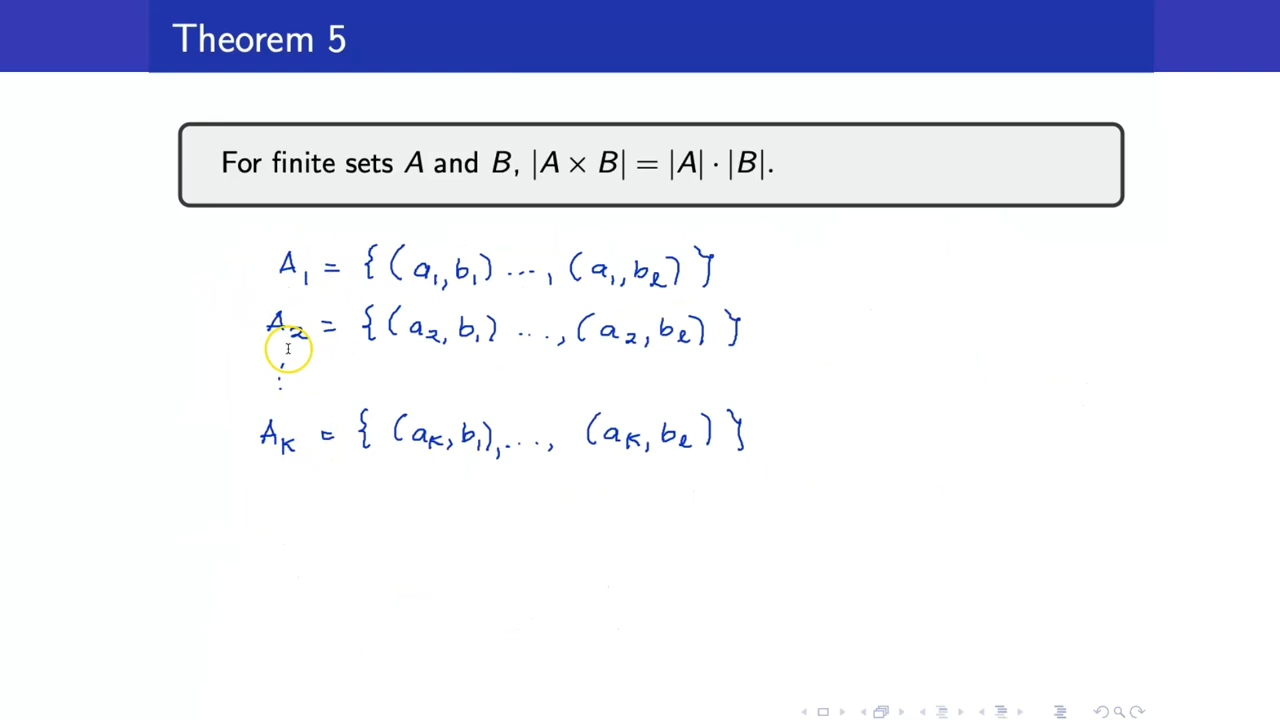 Theorem 5
For finite sets A and B, |A × B| = |A| · |B|.
A₁ = { (a₁, b₁) ..., (a₁, bₗ) }
A₂ = { (a₂, b₁) ..., (a₂, bₗ) }
⋮
Aₖ = { (aₖ, b₁), ..., (aₖ, bₗ) }